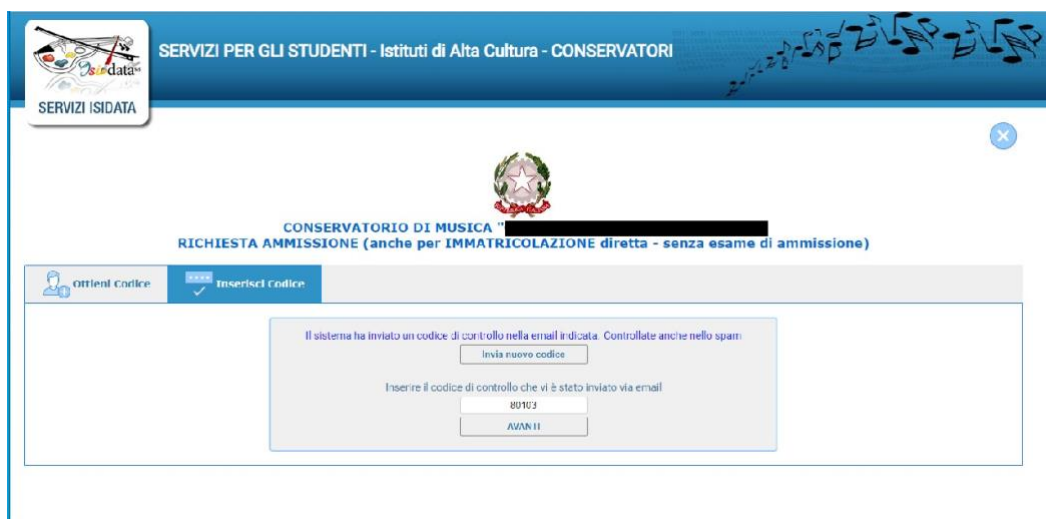 SERVIZI PER GLI STUDENTI - Istituti di Alta Cultura - CONSERVATORI
Isidata
SERVIZI ISIDATA
CONSERVATORIO DI MUSICA "
RICHIESTA AMMISSIONE (anche per IMMATRICOLAZIONE diretta - senza esame di ammissione)
Ottieni Codice
Inserisci Codice
Il sistema ha inviato un codice di controllo nella email indicata. Controllate anche nello spam
Invia nuovo codice
Inserire il codice di controllo che vi è stato inviato via email
80103
AVANTI